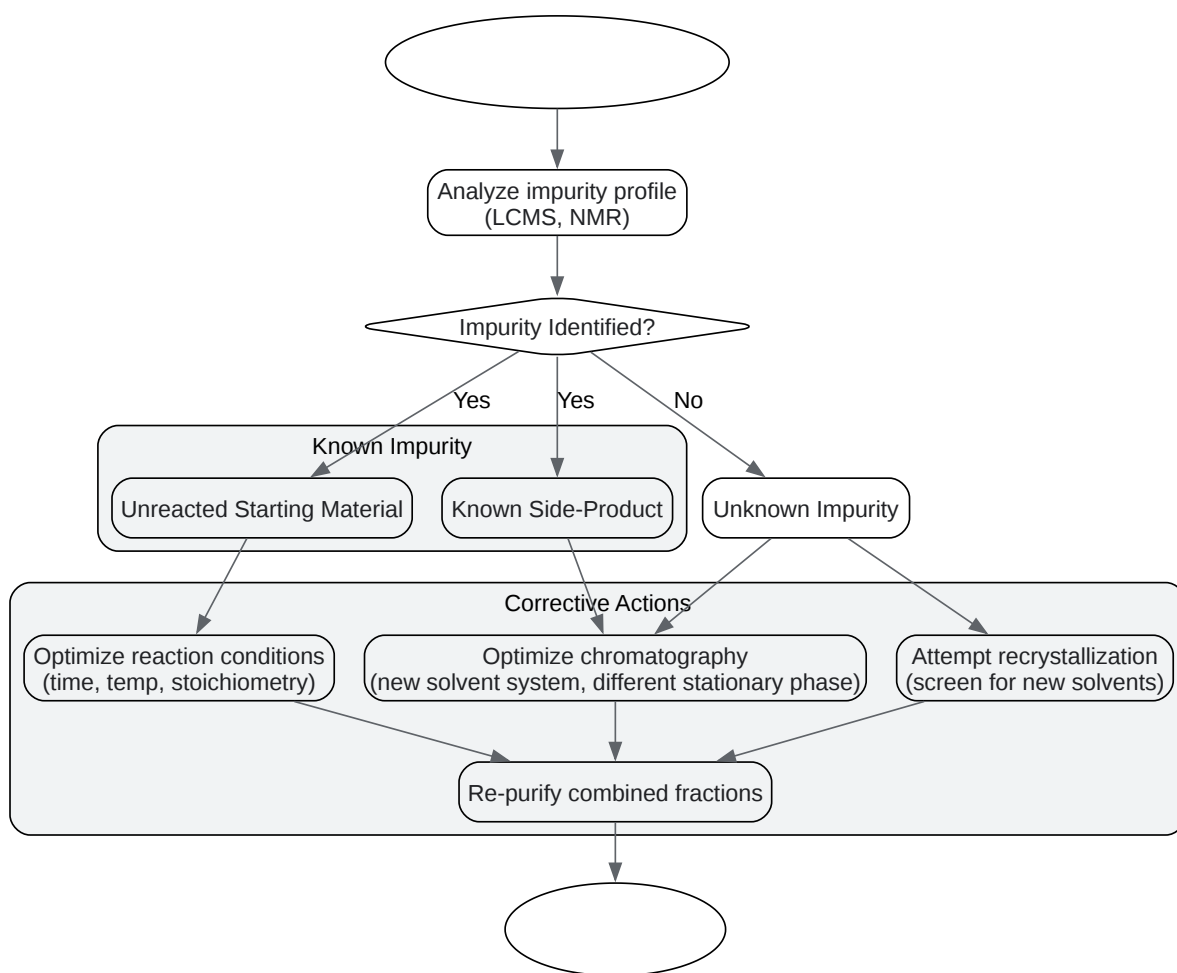 Analyze impurity profile
(LCMS, NMR)
Impurity Identified?
Yes
Yes
No
Known Impurity
Unreacted Starting Material
Known Side-Product
Unknown Impurity
Corrective Actions
Optimize reaction conditions
(time, temp, stoichiometry)
Optimize chromatography
(new solvent system, different stationary phase)
Attempt recrystallization
(screen for new solvents)
Re-purify combined fractions